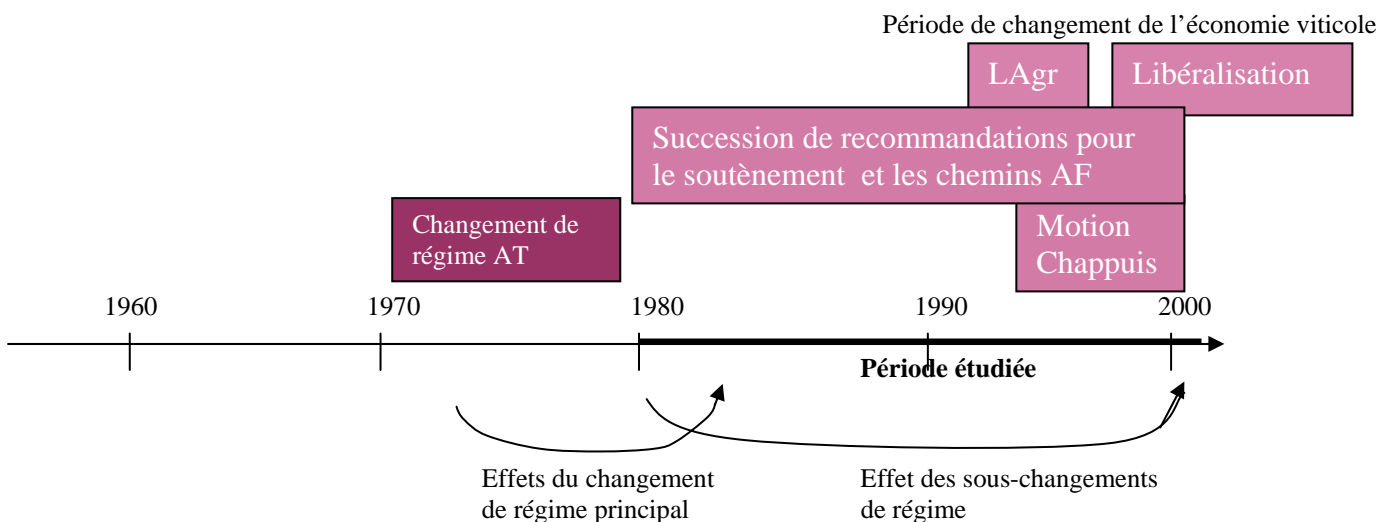 Période de changement de l’économie viticole
LAgr
Libéralisation
Succession de recommandations pour
le soutènement et les chemins AF
Changement de
régime AT
Motion
Chappuis
1960
1970
1980
1990
2000
Période étudiée
Effets du changement
de régime principal
Effet des sous-changements
de régime